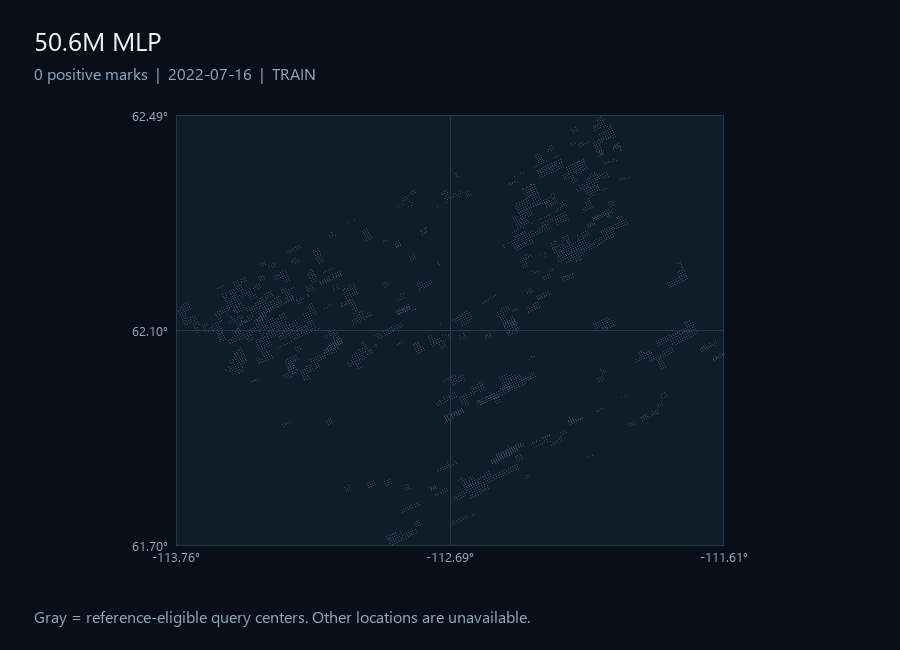 50.6M MLP
0 positive marks | 2022-07-16 | TRAIN
62.49°
62.10°
61.70°
-113.76°
-112.69°
-111.61°
Gray = reference-eligible query centers. Other locations are unavailable.